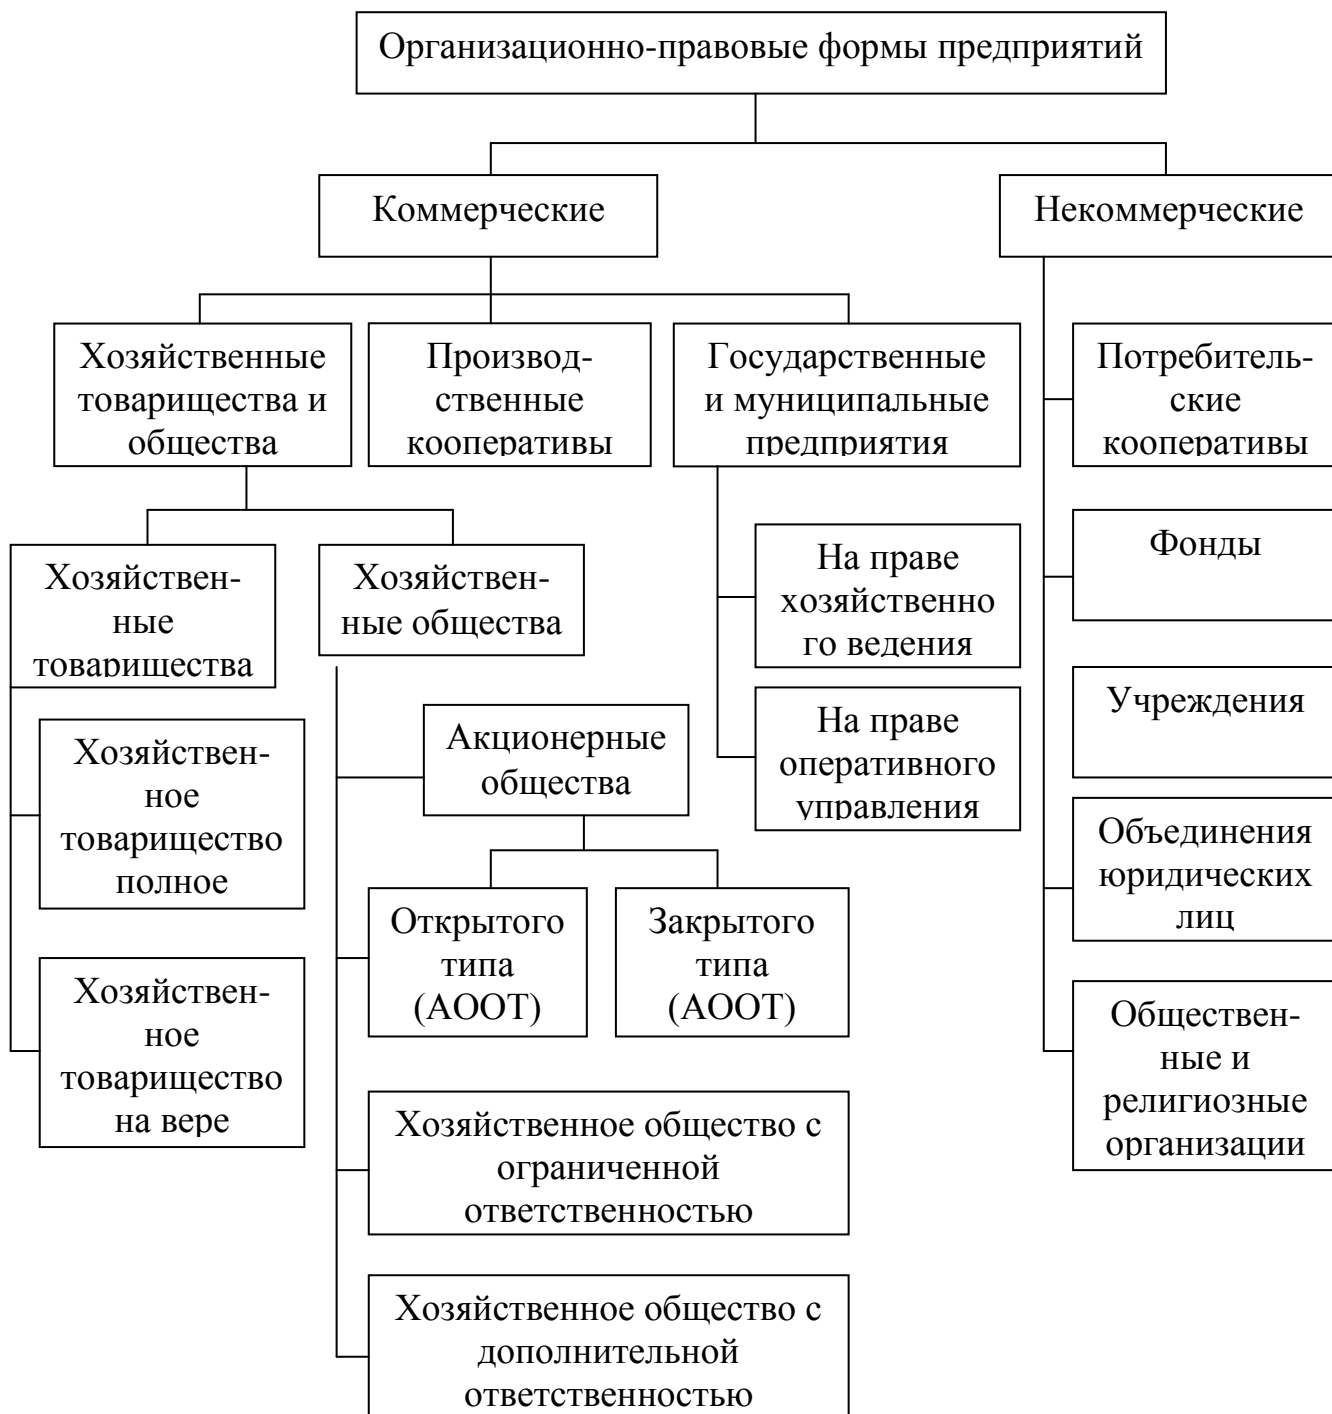 Организационно-правовые формы предприятий
Коммерческие
Некоммерческие
Хозяйственные
товарищества и
общества
Производ-
ственные
кооперативы
Государственные
и муниципальные
предприятия
Потребитель-
ские
кооперативы
Хозяйствен-
ные
товарищества
Хозяйствен-
ные общества
На праве
хозяйственно
го ведения
Фонды
Хозяйствен-
ное
товарищество
полное
Акционерные
общества
На праве
оперативного
управления
Учреждения
Открытого
типа
(АООТ)
Закрытого
типа
(АООТ)
Объединения
юридических
лиц
Хозяйствен-
ное
товарищество
на вере
Хозяйственное общество с
ограниченной
ответственностью
Обществен-
ные и
религиозные
организации
Хозяйственное общество с
дополнительной
ответственностью